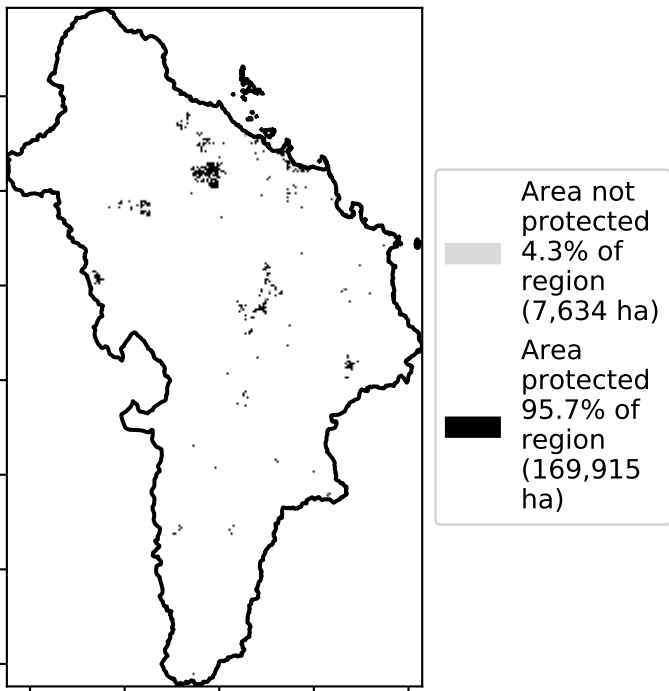 Area not
protected
4.3% of
region
(7,634 ha)
Area
protected
95.7% of
region
(169,915
ha)